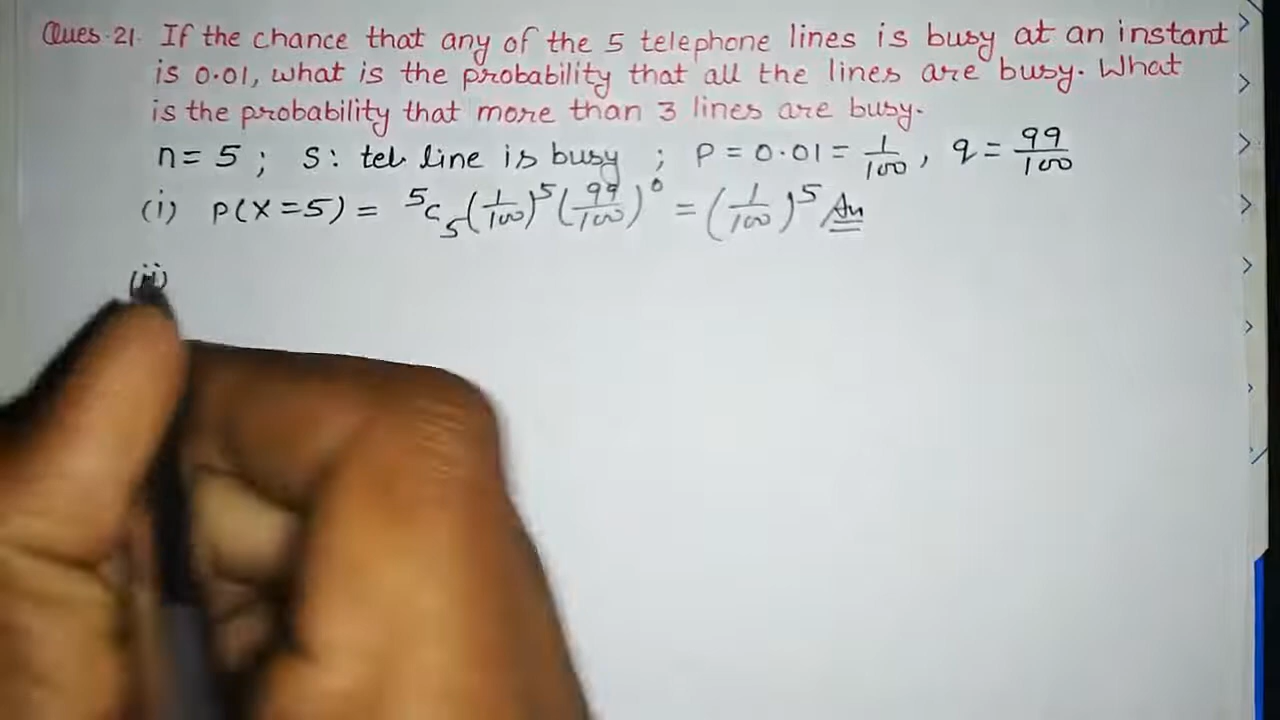 Ques.21. If the chance that any of the 5 telephone lines is busy at an instant
is 0.01, what is the probability that all the lines are busy. What
is the probability that more than 3 lines are busy.
n = 5 ; S : tel. line is busy ; P = 0.01 = 1/100 , q = 99/100
(i) P(X=5) = ⁵C₅ (1/100)⁵ (99/100)⁰ = (1/100)⁵ An
(ii)